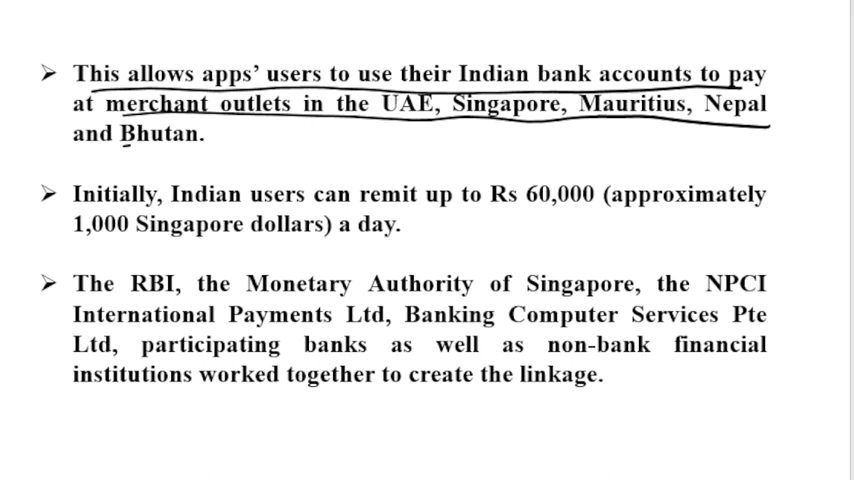 ➢ This allows apps’ users to use their Indian bank accounts to pay
at merchant outlets in the UAE, Singapore, Mauritius, Nepal
and Bhutan.
➢ Initially, Indian users can remit up to Rs 60,000 (approximately
1,000 Singapore dollars) a day.
➢ The RBI, the Monetary Authority of Singapore, the NPCI
International Payments Ltd, Banking Computer Services Pte
Ltd, participating banks as well as non-bank financial
institutions worked together to create the linkage.